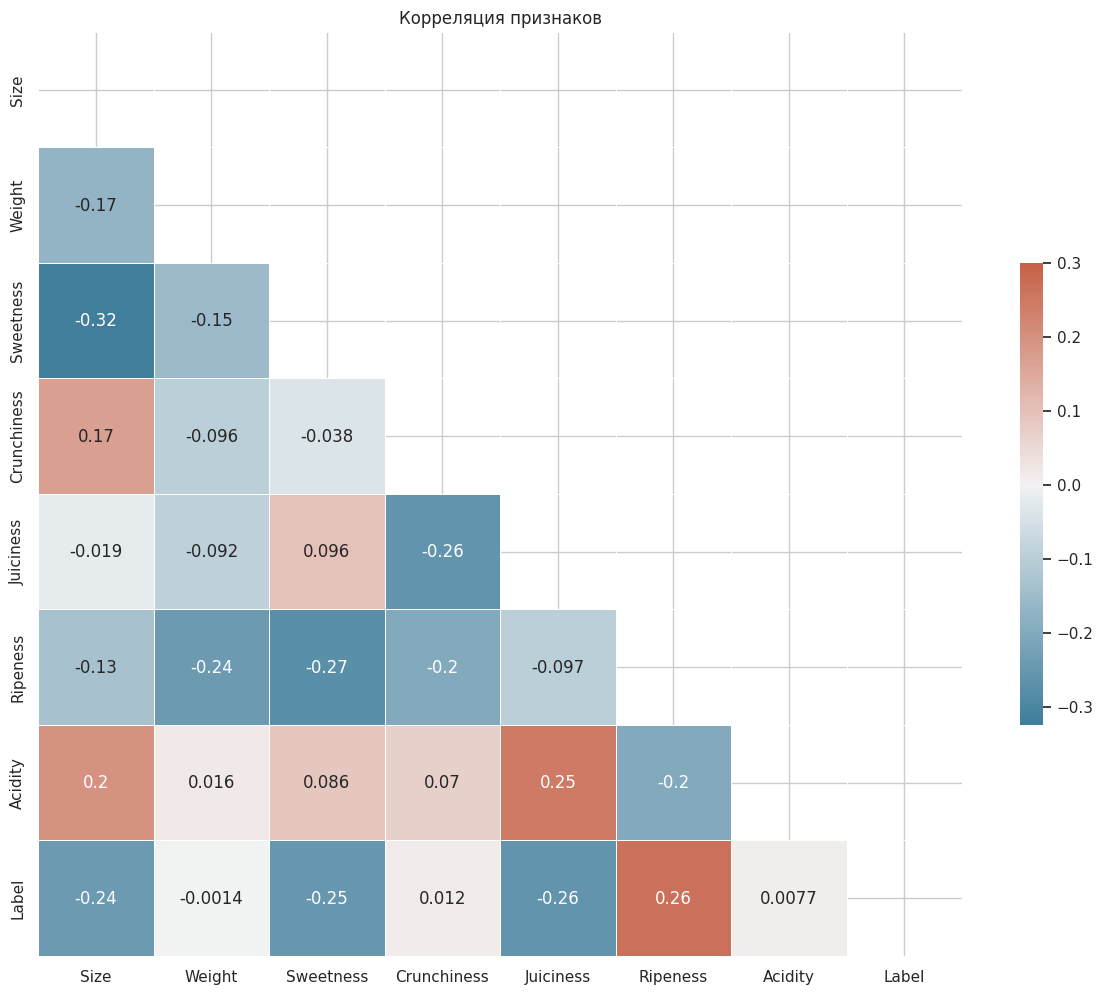 Корреляция признаков
Size
Weight -0.17
Sweetness -0.32 -0.15
Crunchiness 0.17 -0.096 -0.038
Juiciness -0.019 -0.092 0.096 -0.26
Ripeness -0.13 -0.24 -0.27 -0.2 -0.097
Acidity 0.2 0.016 0.086 0.07 0.25 -0.2
Label -0.24 -0.0014 -0.25 0.012 -0.26 0.26 0.0077
Size Weight Sweetness Crunchiness Juiciness Ripeness Acidity Label
0.3
0.2
0.1
0.0
−0.1
−0.2
−0.3